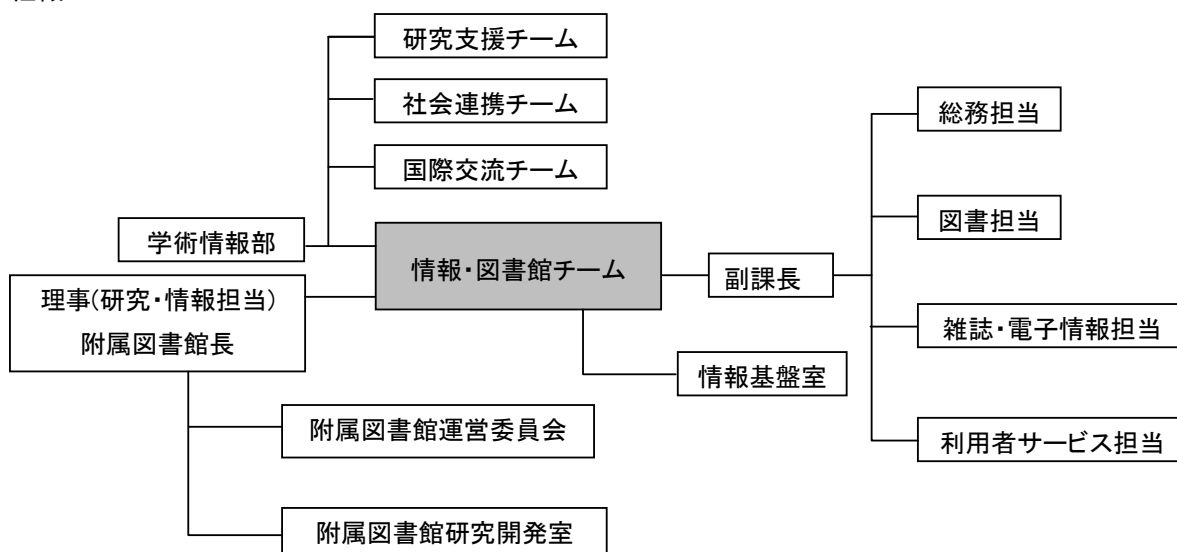 研究支援チーム
社会連携チーム
国際交流チーム
学術情報部
情報・図書館チーム
理事(研究・情報担当)
附属図書館長
附属図書館運営委員会
附属図書館研究開発室
副課長
情報基盤室
総務担当
図書担当
雑誌・電子情報担当
利用者サービス担当